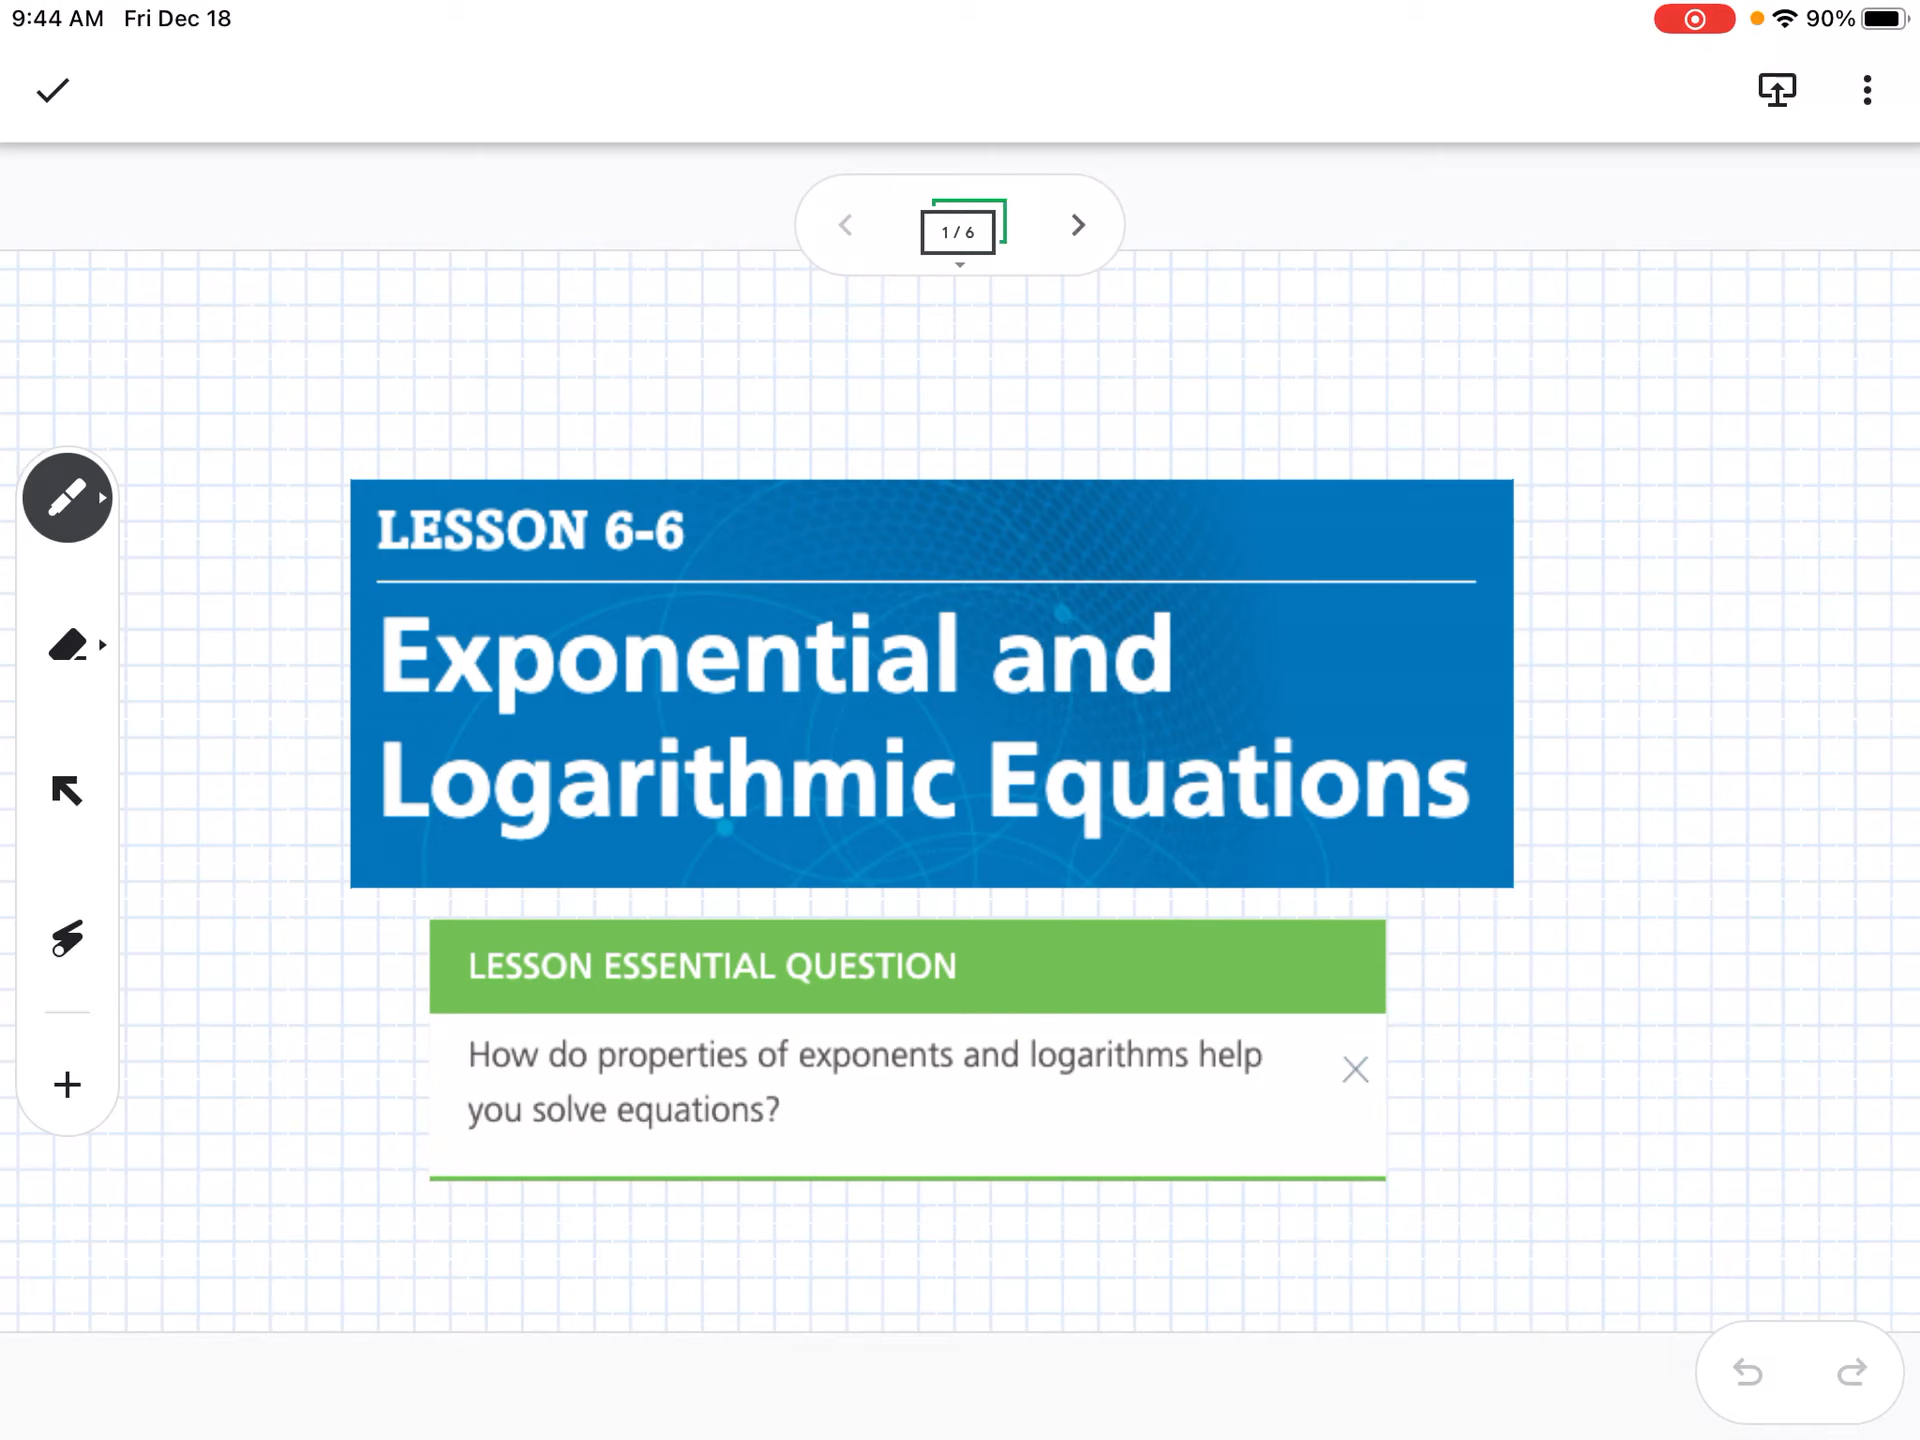 9:44 AM Fri Dec 18
90%
1 / 6
LESSON 6-6
Exponential and
Logarithmic Equations
LESSON ESSENTIAL QUESTION
How do properties of exponents and logarithms help
you solve equations?